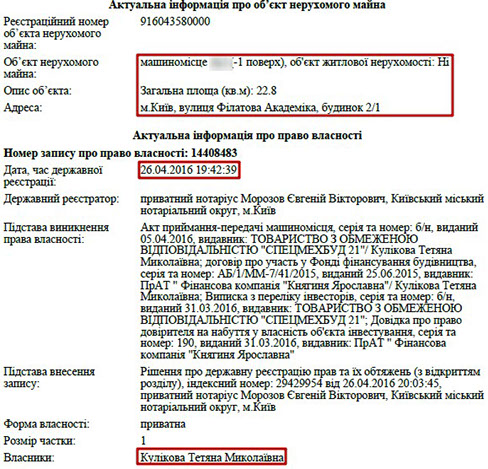 Актуальна інформація про об'єкт нерухомого майна
Реєстраційний номер 916043580000
об'єкта нерухомого
майна:
Об'єкт нерухомого машиномісце (-1 поверх), об'єкт житлової нерухомості: Ні
майна:
Опис об'єкта: Загальна площа (кв.м): 22.8
Адреса: м.Київ, вулиця Філатова Академіка, будинок 2/1
Актуальна інформація про право власності
Номер запису про право власності: 14408483
Дата, час державної 26.04.2016 19:42:39
реєстрації:
Державний реєстратор: приватний нотаріус Морозов Євгеній Вікторович, Київський міський
нотаріальний округ, м.Київ
Підстава виникнення Акт приймання-передачі машиномісця, серія та номер: б/н, виданий
права власності: 05.04.2016, видавник: ТОВАРИСТВО З ОБМЕЖЕНОЮ
ВІДПОВІДАЛЬНІСТЮ "СПЕЦМЕХБУД 21"/ Кулікова Тетяна
Миколаївна; договір про участь у Фонді фінансування будівництва,
серія та номер: АБ/1/ММ-7/41/2015, виданий 25.06.2015, видавник:
ПрАТ " Фінансова компанія "Княгиня Ярославна"/ Кулікова Тетяна
Миколаївна; Виписка з переліку інвесторів, серія та номер: б/н,
виданий 31.03.2016, видавник: ТОВАРИСТВО З ОБМЕЖЕНОЮ
ВІДПОВІДАЛЬНІСТЮ "СПЕЦМЕХБУД 21"; Довідка про право
довірителя на набуття у власність об'єкта інвестування, серія та
номер: 190, виданий 31.03.2016, видавник: ПрАТ " Фінансова
компанія "Княгиня Ярославна"
Підстава внесення Рішення про державну реєстрацію прав та їх обтяжень (з відкриттям
запису: розділу), індексний номер: 29429954 від 26.04.2016 20:03:45,
приватний нотаріус Морозов Євгеній Вікторович, Київський міський
нотаріальний округ, м.Київ
Форма власності: приватна
Розмір частки: 1
Власники: Кулікова Тетяна Миколаївна